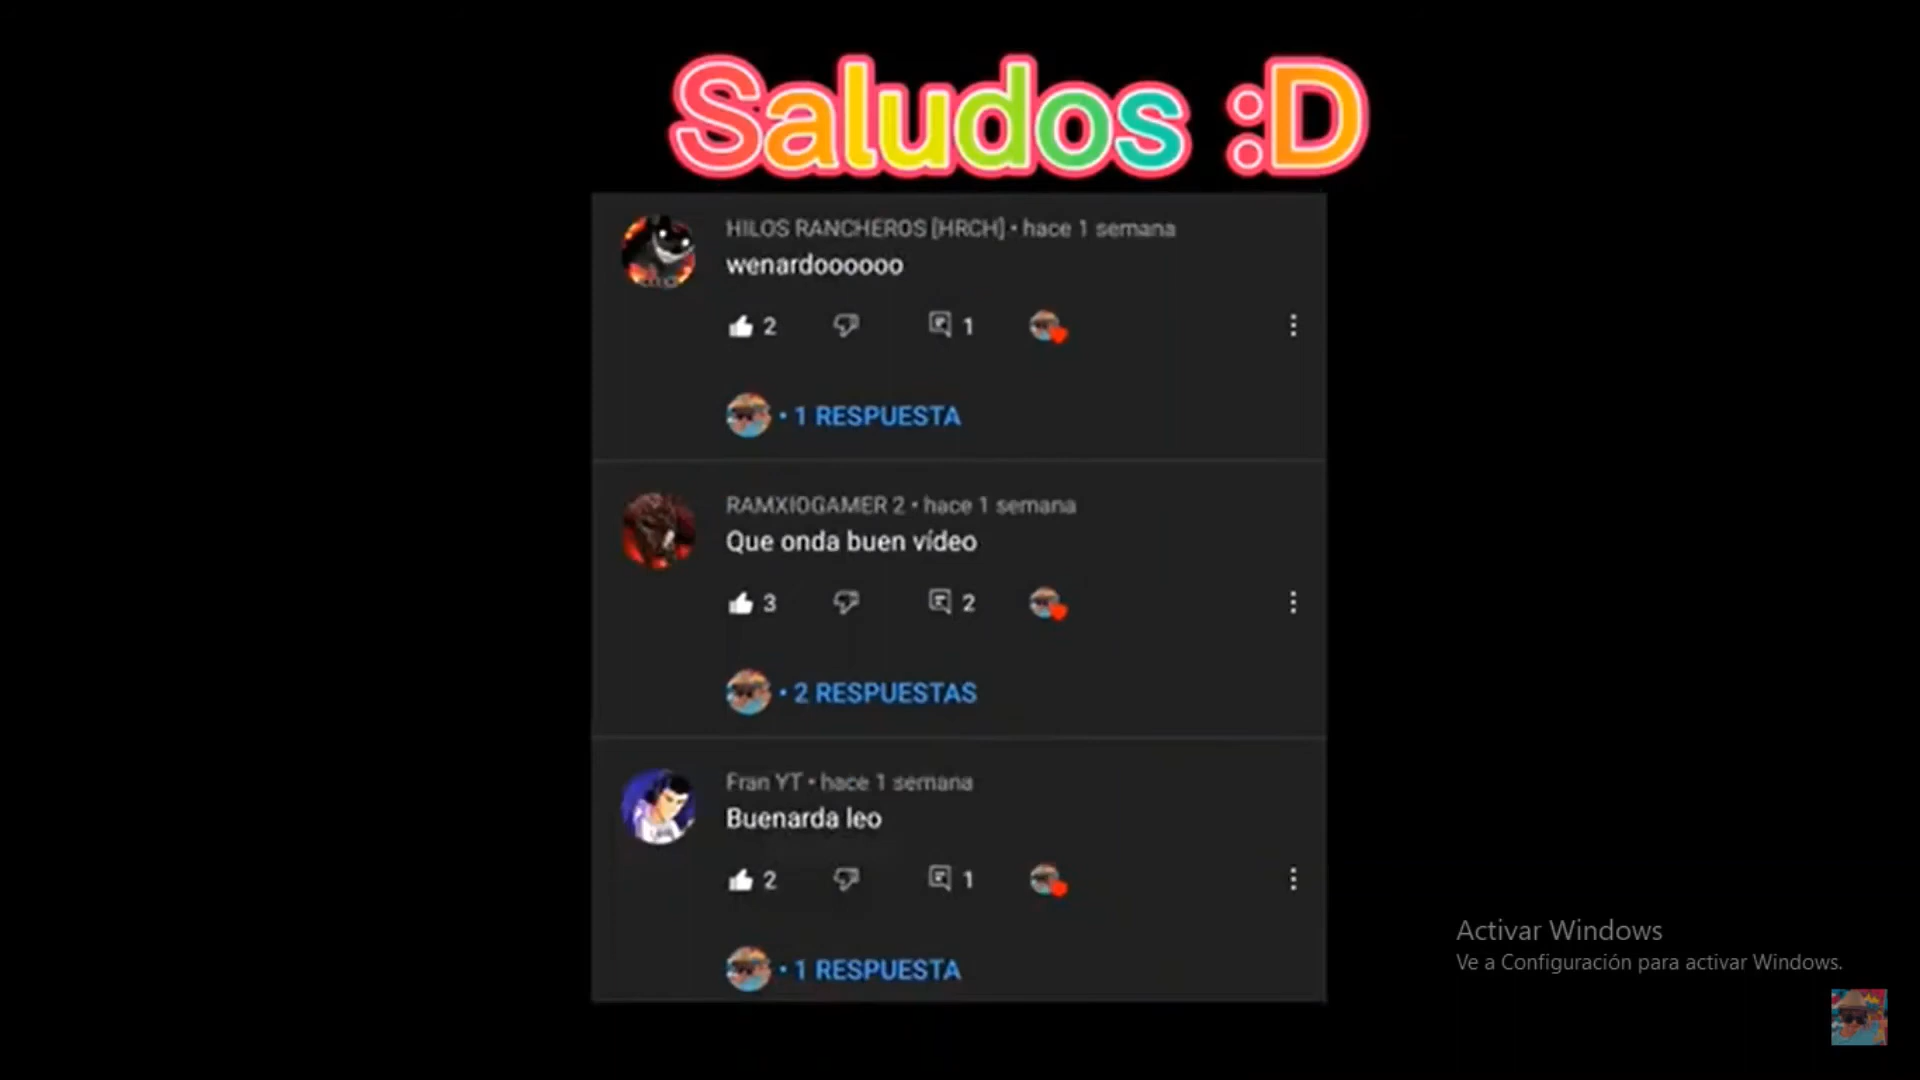 Saludos :D
HILOS RANCHEROS [HRCH] • hace 1 semana
wenardoooooo
2 1
• 1 RESPUESTA
RAMXIOGAMER 2 • hace 1 semana
Que onda buen vídeo
3 2
• 2 RESPUESTAS
Fran YT • hace 1 semana
Buenarda leo
2 1
• 1 RESPUESTA
Activar Windows
Ve a Configuración para activar Windows.